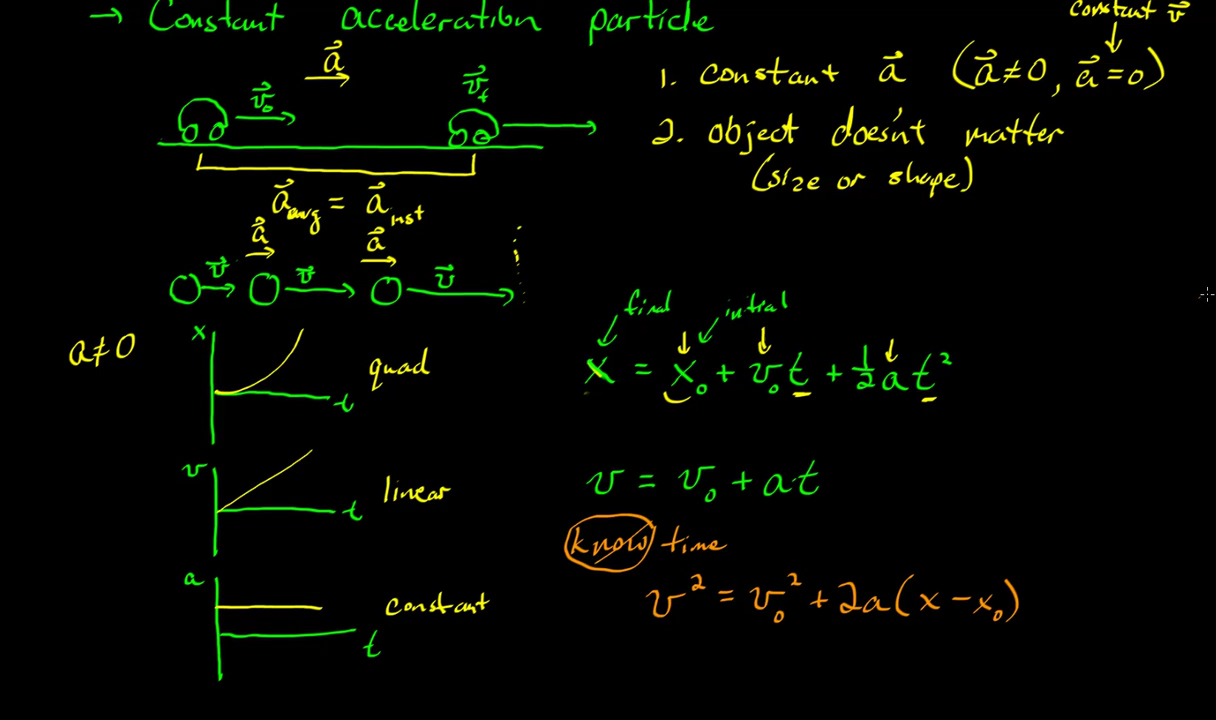 → Constant acceleration particle
constant v⃗
a⃗
v⃗₀
v⃗f
1. constant a⃗ (a⃗≠0, a⃗=0)
2. object doesn't matter
(size or shape)
a⃗avg = a⃗inst
a⃗ a⃗
v⃗ v⃗ v⃗
final initial
a≠0
x
t
quad
x = x₀ + v₀t + ½at²
v
t
linear
v = v₀ + at
know time
a
t
constant
v² = v₀² + 2a(x − x₀)